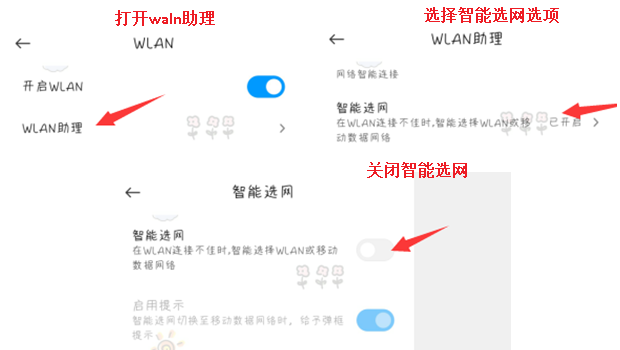 打开waln助理
WLAN
开启WLAN
WLAN助理
选择智能选网选项
WLAN助理
网络智能连接
智能选网
在WLAN连接不佳时,智能选择WLAN或移
动数据网络
已开启
关闭智能选网
智能选网
智能选网
在WLAN连接不佳时,智能选择WLAN或移动
数据网络
启用提示
智能选网切换至移动数据网络时，给予弹框
提示